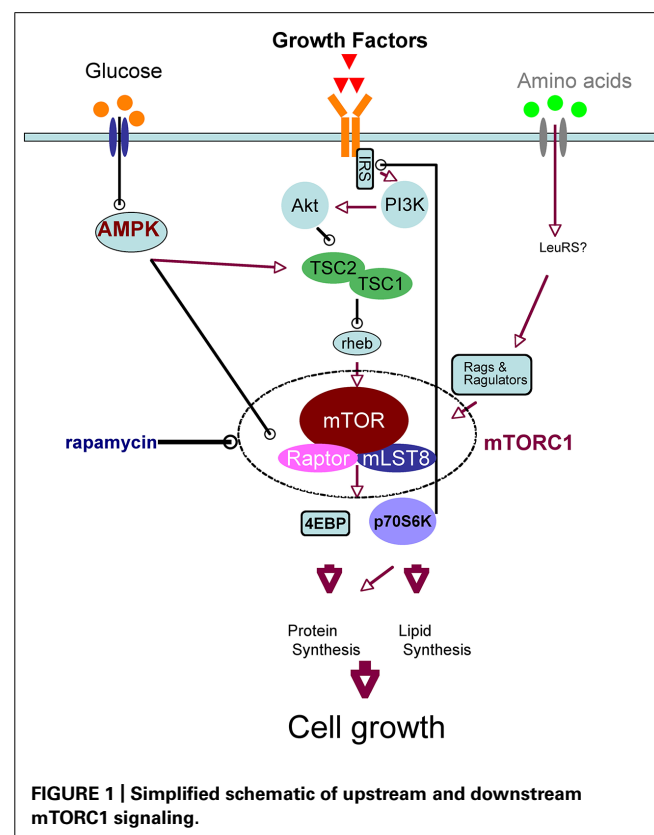 Growth Factors
Glucose
Amino acids
IRS
Akt
PI3K
AMPK
LeuRS?
TSC2
TSC1
rheb
Rags &
Ragulators
mTOR
rapamycin
mTORC1
Raptor
mLST8
4EBP
p70S6K
Protein
Synthesis
Lipid
Synthesis
Cell growth
FIGURE 1 | Simplified schematic of upstream and downstream
mTORC1 signaling.